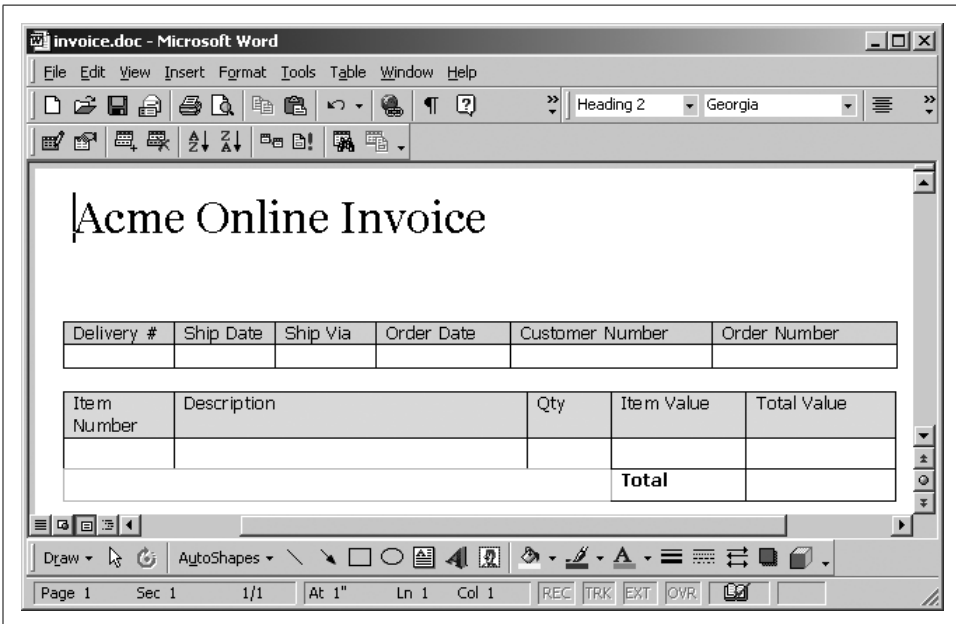 invoice.doc - Microsoft Word
File Edit View Insert Format Tools Table Window Help
Heading 2 Georgia
Acme Online Invoice
Delivery # Ship Date Ship Via Order Date Customer Number Order Number
Item Number Description Qty Item Value Total Value
Total
Draw AutoShapes
Page 1 Sec 1 1/1 At 1" Ln 1 Col 1 REC TRK EXT OVR